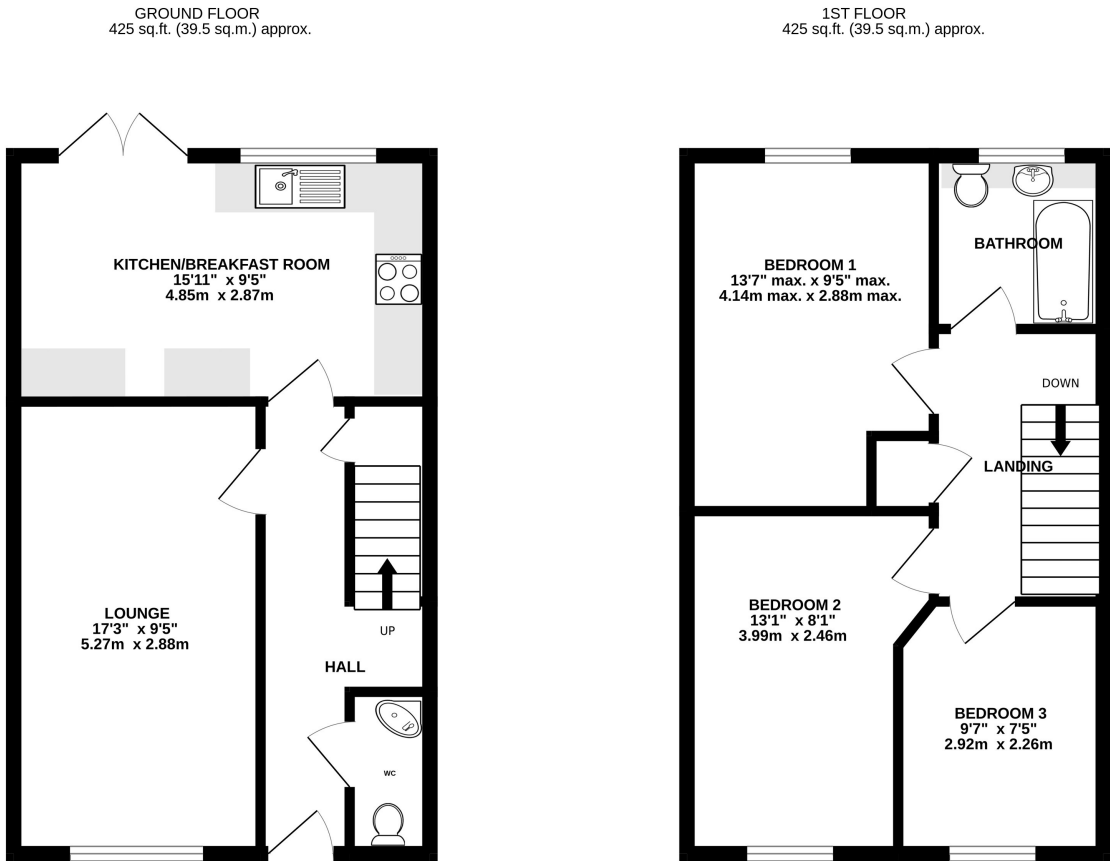 GROUND FLOOR
425 sq.ft. (39.5 sq.m.) approx.
KITCHEN/BREAKFAST ROOM
15'11" x 9'5"
4.85m x 2.87m
LOUNGE
17'3" x 9'5"
5.27m x 2.88m
UP
HALL
WC
1ST FLOOR
425 sq.ft. (39.5 sq.m.) approx.
BATHROOM
BEDROOM 1
13'7" max. x 9'5" max.
4.14m max. x 2.88m max.
DOWN
LANDING
BEDROOM 2
13'1" x 8'1"
3.99m x 2.46m
BEDROOM 3
9'7" x 7'5"
2.92m x 2.26m